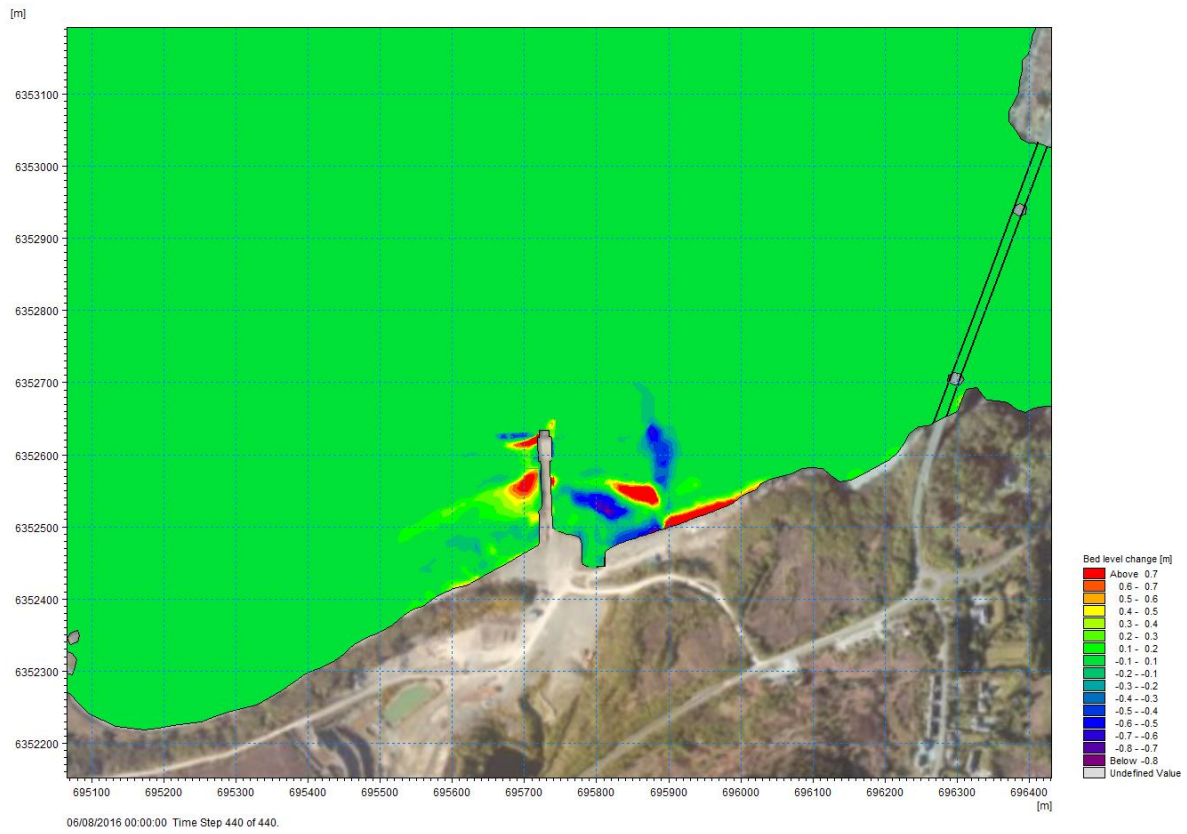 [m]
6353100
6353000
6352900
6352800
6352700
6352600
6352500
6352400
6352300
6352200
695100 695200 695300 695400 695500 695600 695700 695800 695900 696000 696100 696200 696300 696400
[m]
06/08/2016 00:00:00 Time Step 440 of 440.
Bed level change [m]
Above 0.7
0.6 - 0.7
0.5 - 0.6
0.4 - 0.5
0.3 - 0.4
0.2 - 0.3
0.1 - 0.2
-0.1 - 0.1
-0.2 - -0.1
-0.3 - -0.2
-0.4 - -0.3
-0.5 - -0.4
-0.6 - -0.5
-0.7 - -0.6
-0.8 - -0.7
Below -0.8
Undefined Value